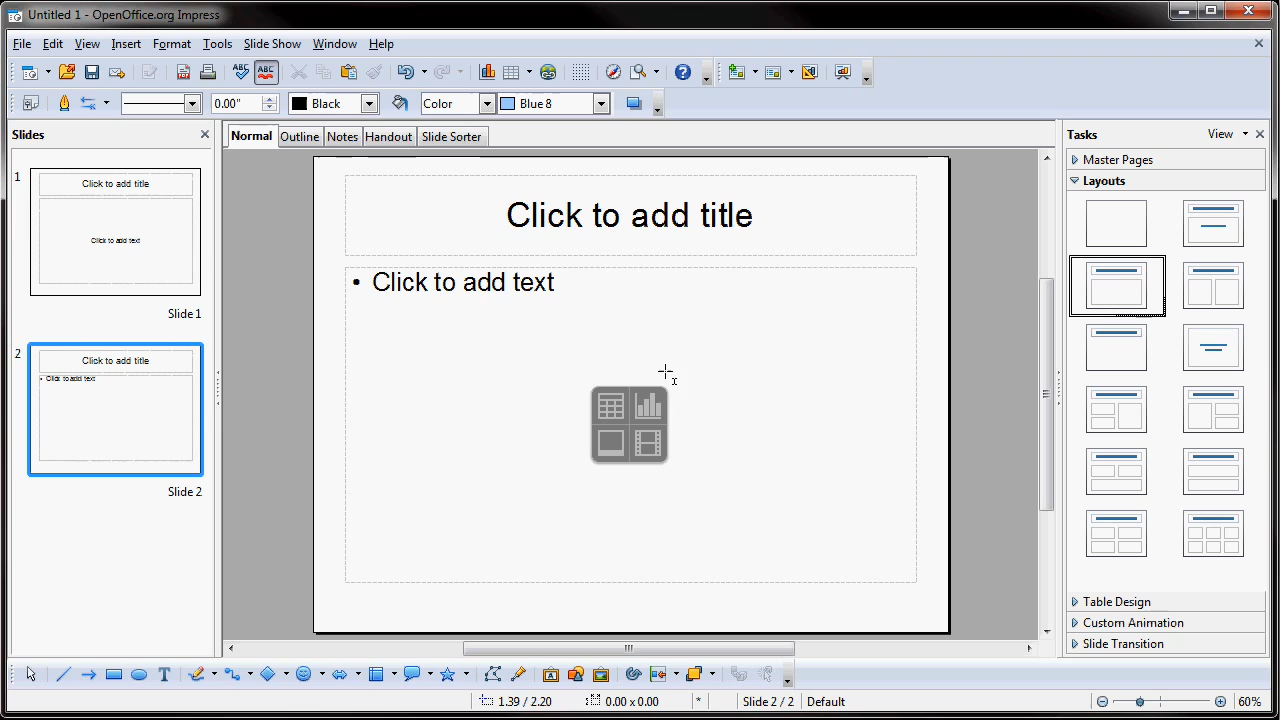 Untitled 1 - OpenOffice.org Impress
File Edit View Insert Format Tools Slide Show Window Help
ABC ABC
0.00" Black Color Blue 8
Slides
1
Click to add title
Click to add text
Slide 1
2
Click to add title
• Click to add text
Slide 2
Normal Outline Notes Handout Slide Sorter
Click to add title
• Click to add text
Tasks View
Master Pages
Layouts
Table Design
Custom Animation
Slide Transition
1.39 / 2.20 0.00 x 0.00 * Slide 2 / 2 Default 60%